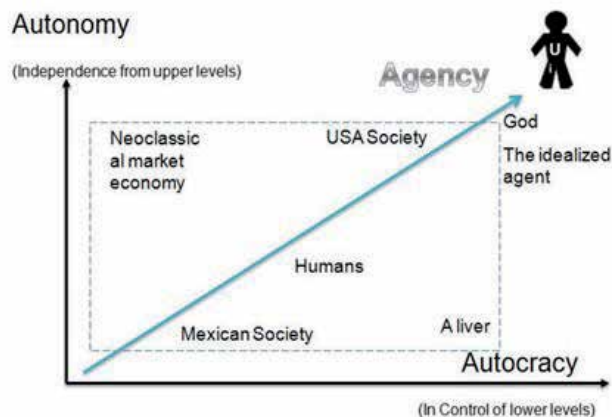 Autonomy
(Independence from upper levels)
Agency
U
God
Neoclassic
al market
economy
USA Society
The idealized
agent
Humans
Mexican Society
A liver
Autocracy
(In Control of lower levels)